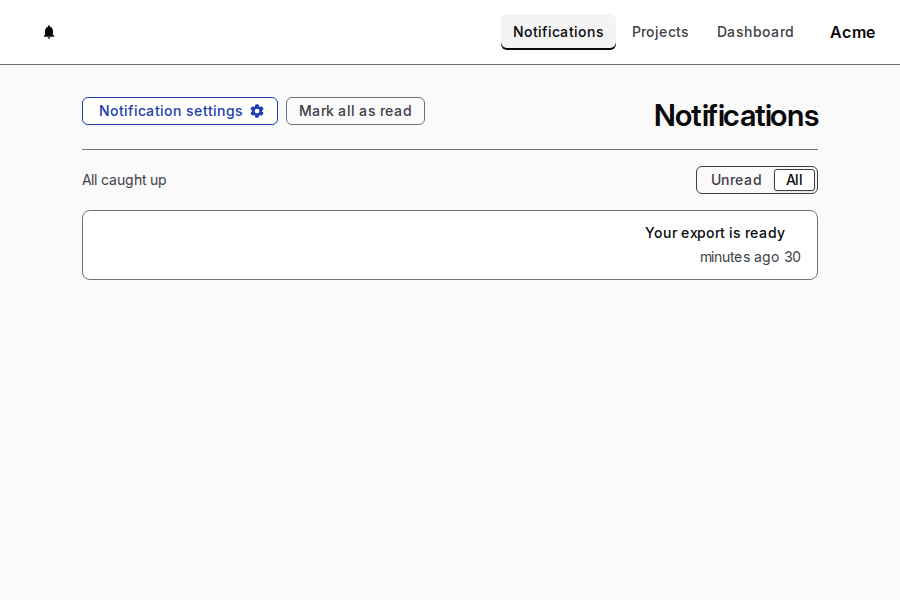 Acme
Dashboard
Projects
Notifications
Notifications
Mark all as read
Notification settings
All
Unread
All caught up
Your export is ready
minutes ago 30